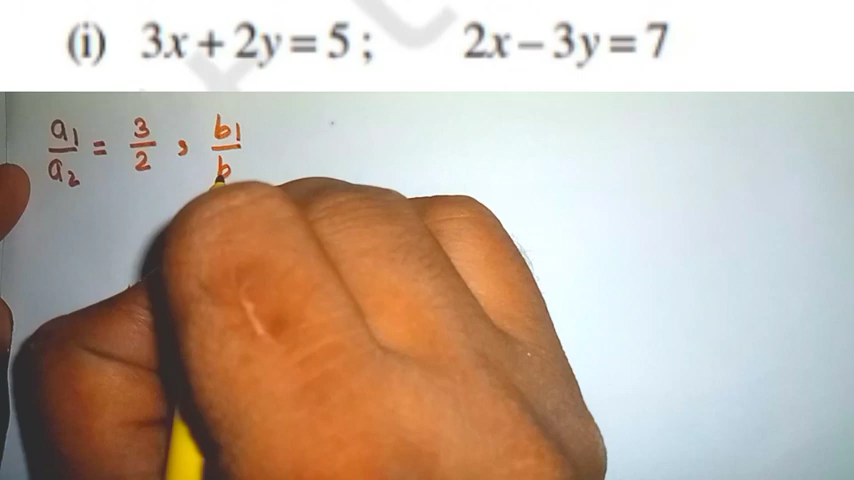 (i) 3x + 2y = 5 ; 2x – 3y = 7
a₁/a₂ = 3/2 , b₁/b